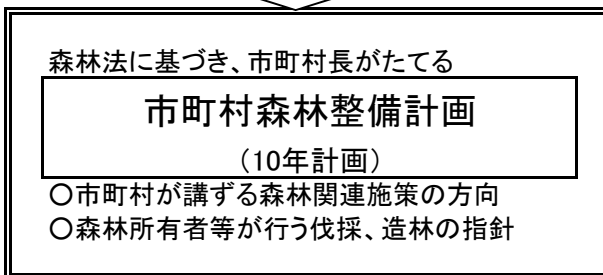 森林法に基づき、市町村長がたてる
市町村森林整備計画
（10年計画）
○市町村が講ずる森林関連施策の方向
○森林所有者等が行う伐採、造林の指針